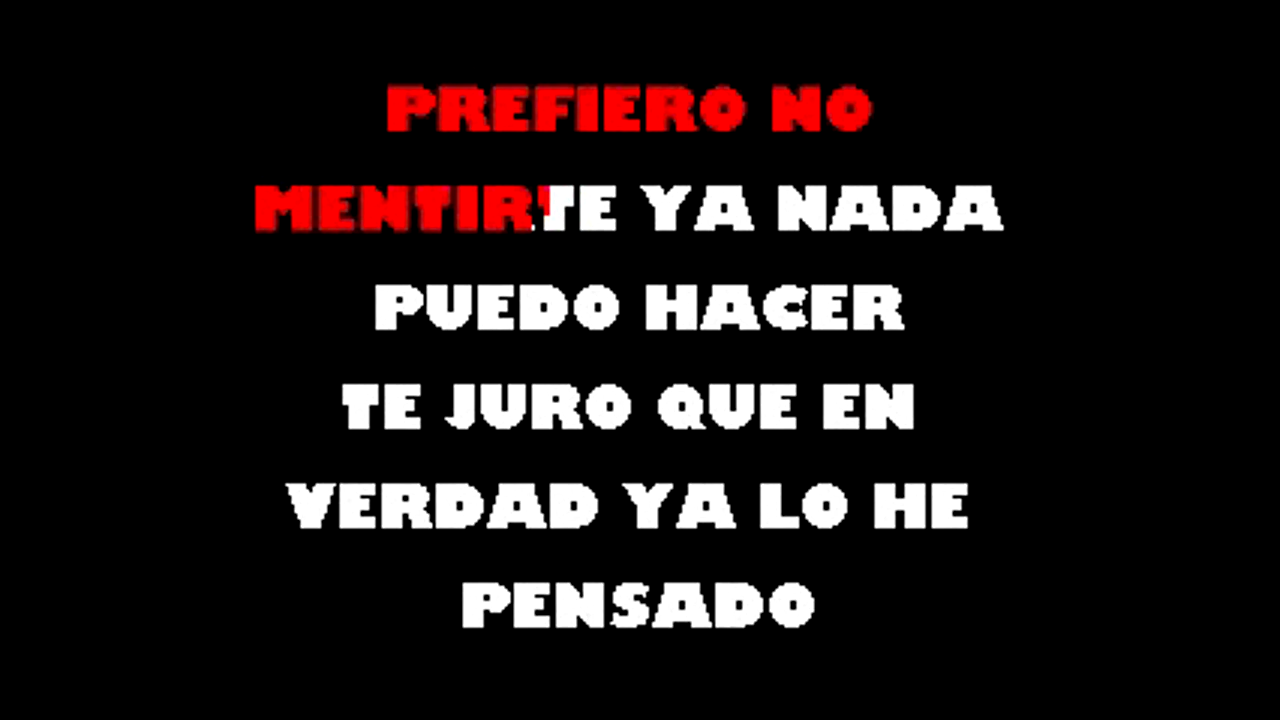 PREFIERO NO
MENTIRTE YA NADA
PUEDO HACER
TE JURO QUE EN
VERDAD YA LO HE
PENSADO